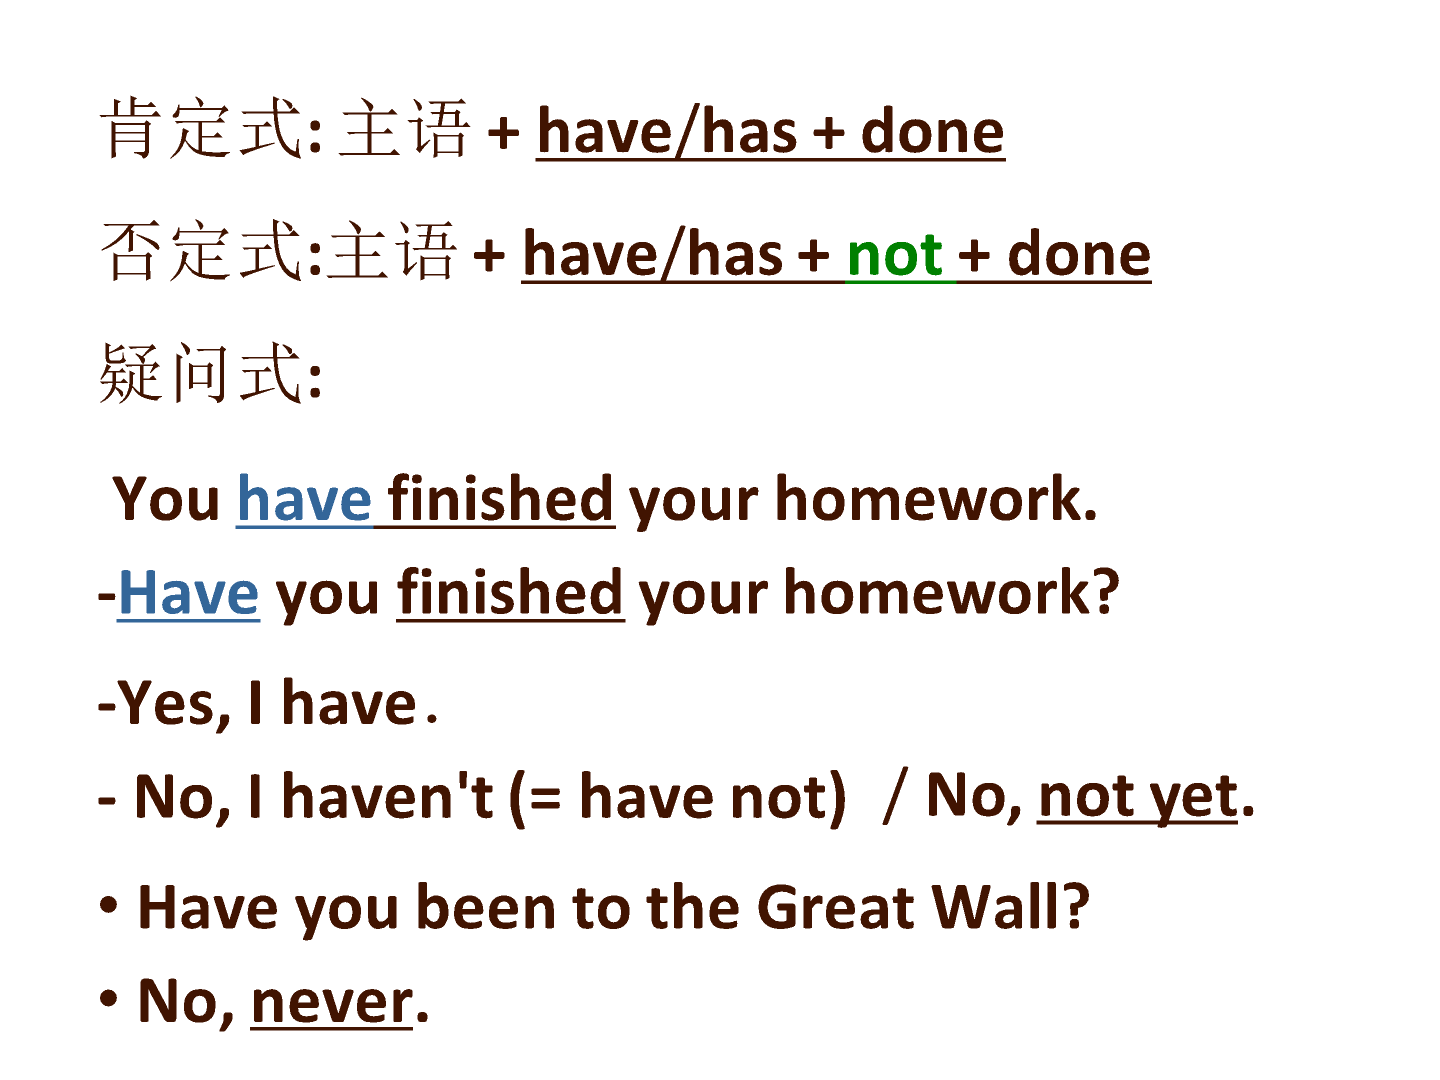 肯定式: 主语 + have/has + done
否定式:主语 + have/has + not + done
疑问式:
You have finished your homework.
-Have you finished your homework?
-Yes, I have.
- No, I haven't (= have not) / No, not yet.
• Have you been to the Great Wall?
• No, never.